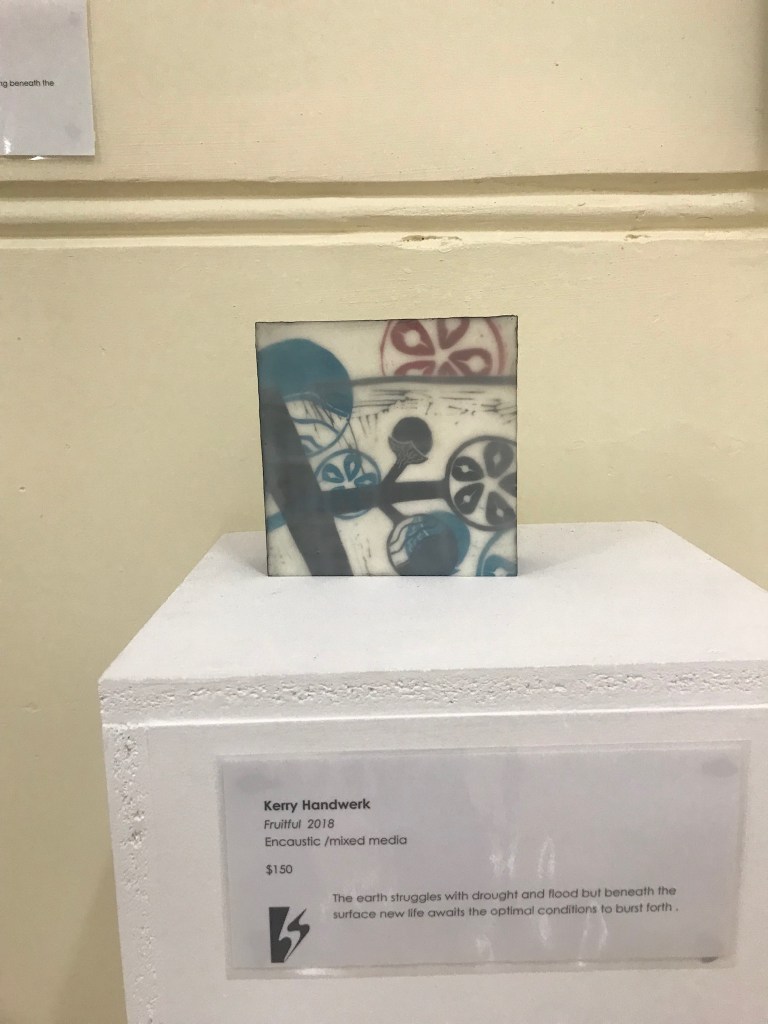 ng beneath the
Kerry Handwerk
Fruitful 2018
Encaustic /mixed media
$150
The earth struggles with drought and flood but beneath the
surface new life awaits the optimal conditions to burst forth .